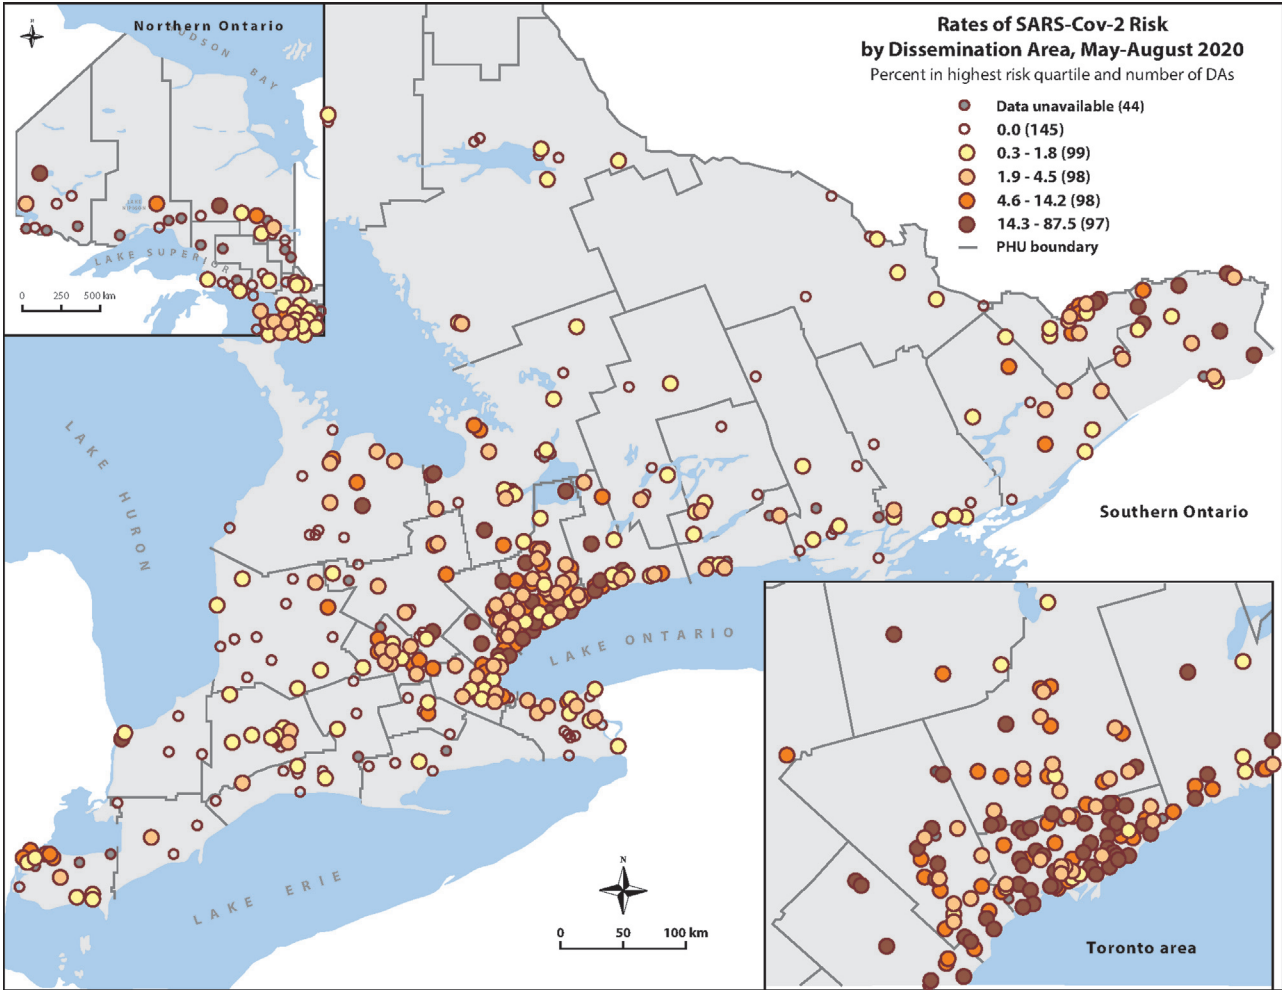 Northern Ontario
N
HUDSON BAY
LAKE NIPIGON
LAKE SUPERIOR
0 250 500 km
Rates of SARS-Cov-2 Risk
by Dissemination Area, May-August 2020
Percent in highest risk quartile and number of DAs
Data unavailable (44)
0.0 (145)
0.3 - 1.8 (99)
1.9 - 4.5 (98)
4.6 - 14.2 (98)
14.3 - 87.5 (97)
PHU boundary
LAKE HURON
Southern Ontario
LAKE ONTARIO
LAKE ERIE
N
0 50 100 km
Toronto area